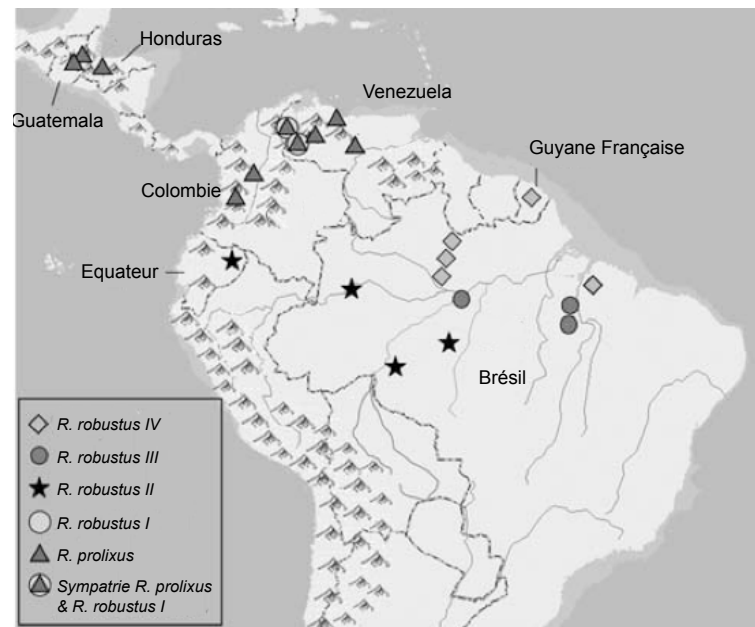 Honduras
Guatemala
Venezuela
Guyane Française
Colombie
Equateur
Brésil
R. robustus IV
R. robustus III
R. robustus II
R. robustus I
R. prolixus
Sympatrie R. prolixus
& R. robustus I